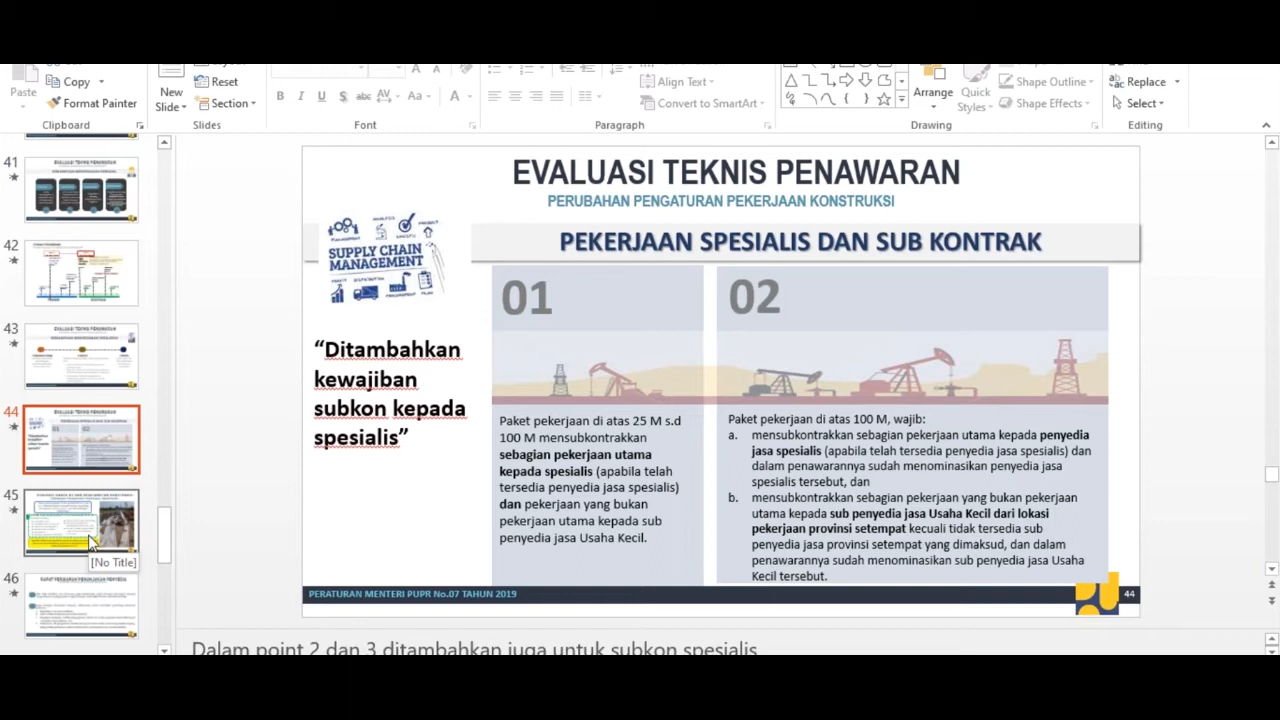 Copy
Reset
Paste
Format Painter
New
Slide
Section
B I U S abc AV Aa A
Align Text
Convert to SmartArt
Arrange
Quick
Styles
Shape Outline
Shape Effects
Replace
Select
Clipboard
Slides
Font
Paragraph
Drawing
Editing
41
42
43
44
45
[No Title]
46
EVALUASI TEKNIS PENAWARAN
PERUBAHAN PENGATURAN PEKERJAAN KONSTRUKSI
PEKERJAAN SPESIALIS DAN SUB KONTRAK
SUPPLY CHAIN
MANAGEMENT
“Ditambahkan
kewajiban
subkon kepada
spesialis”
01
Paket pekerjaan di atas 25 M s.d
100 M mensubkontrakkan
sebagian pekerjaan utama
kepada spesialis (apabila telah
tersedia penyedia jasa spesialis)
dan pekerjaan yang bukan
pekerjaan utama kepada sub
penyedia jasa Usaha Kecil.
02
Paket pekerjaan di atas 100 M, wajib:
a. mensubkontrakkan sebagian pekerjaan utama kepada penyedia
jasa spesialis (apabila telah tersedia penyedia jasa spesialis) dan
dalam penawarannya sudah menominasikan penyedia jasa
spesialis tersebut, dan
b. mensubkontrakkan sebagian pekerjaan yang bukan pekerjaan
utama kepada sub penyedia jasa Usaha Kecil dari lokasi
pekerjaan provinsi setempat kecuali tidak tersedia sub
penyedia jasa provinsi setempat yang dimaksud, dan dalam
penawarannya sudah menominasikan sub penyedia jasa Usaha
Kecil tersebut.
PERATURAN MENTERI PUPR No.07 TAHUN 2019
44
Dalam point 2 dan 3 ditambahkan juga untuk subkon spesialis